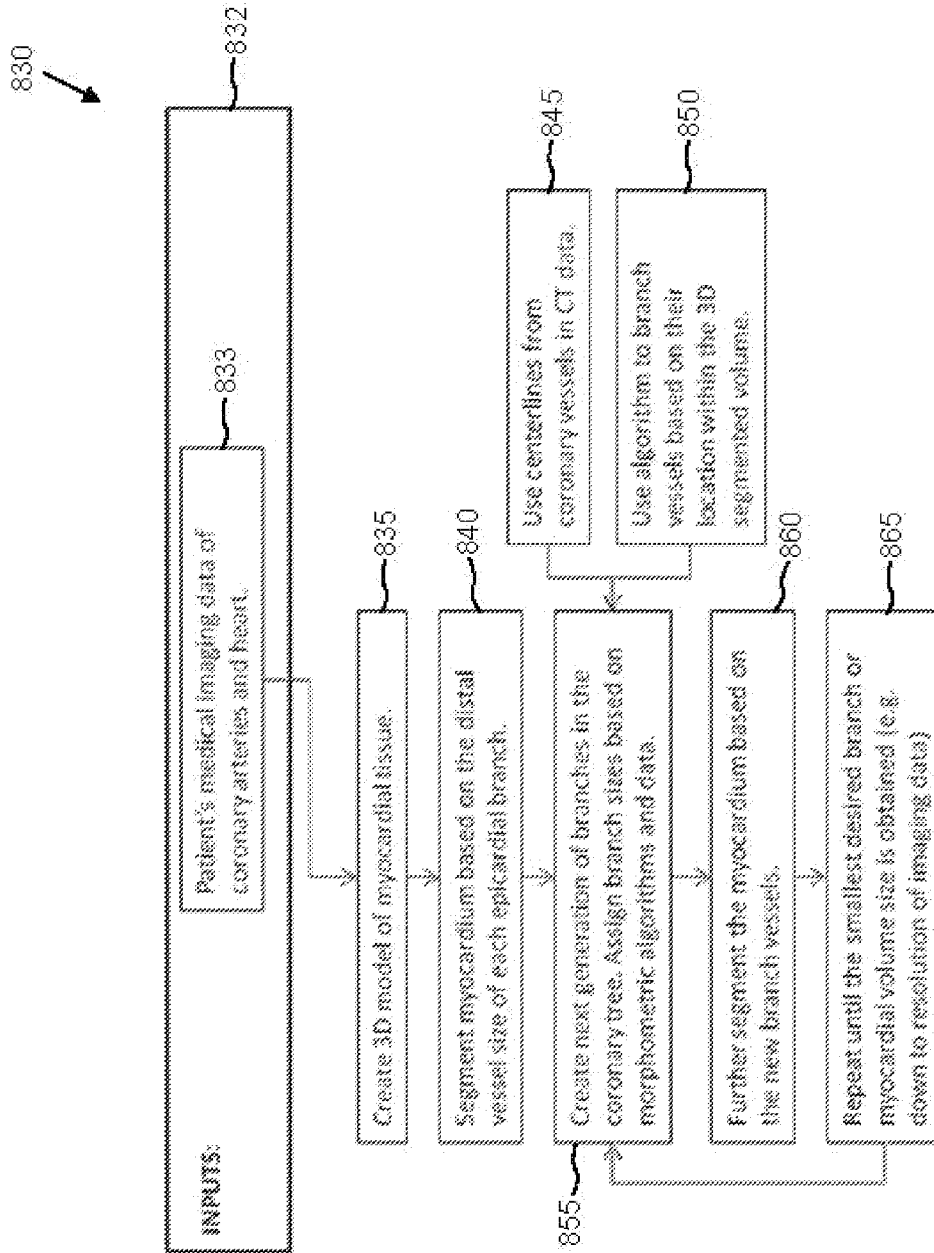 830
832
INPUTS:
833
Patient's medical imaging data of
coronary arteries and heart.
835
Create 3D model of myocardial tissue.
840
Segment myocardium based on the distal
vessel size of each epicardial branch.
845
Use centerlines from
coronary vessels in CT data.
850
Use algorithm to branch
vessels based on their
location within the 3D
segmented volume.
855
Create next generation of branches in the
coronary tree. Assign branch sizes based on
morphometric algorithms and data.
860
Further segment the myocardium based on
the new branch vessels.
865
Repeat until the smallest desired branch or
myocardial volume size is obtained (e.g.
down to resolution of imaging data)